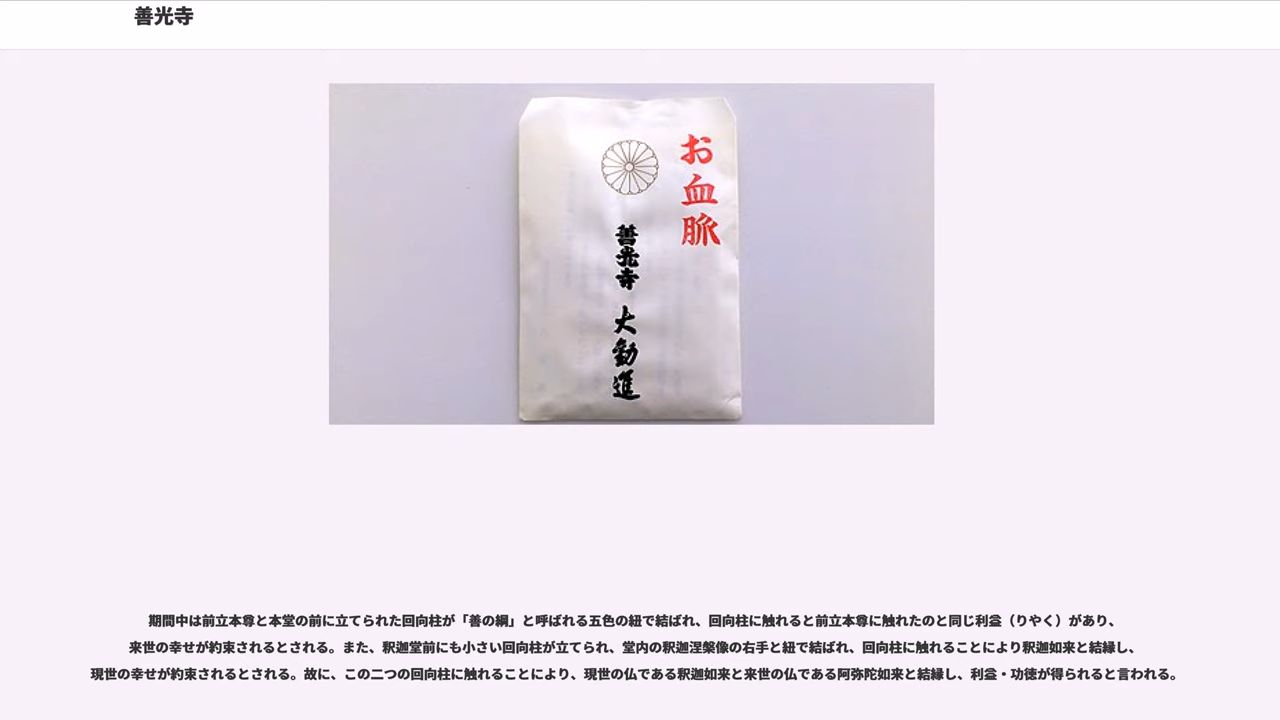 善光寺
お血脈
善光寺 大勧進
期間中は前立本尊と本堂の前に立てられた回向柱が「善の綱」と呼ばれる五色の紐で結ばれ、回向柱に触れると前立本尊に触れたのと同じ利益（りやく）があり、
来世の幸せが約束されるとされる。また、釈迦堂前にも小さい回向柱が立てられ、堂内の釈迦涅槃像の右手と紐で結ばれ、回向柱に触れることにより釈迦如来と結縁し、
現世の幸せが約束されるとされる。故に、この二つの回向柱に触れることにより、現世の仏である釈迦如来と来世の仏である阿弥陀如来と結縁し、利益・功徳が得られると言われる。